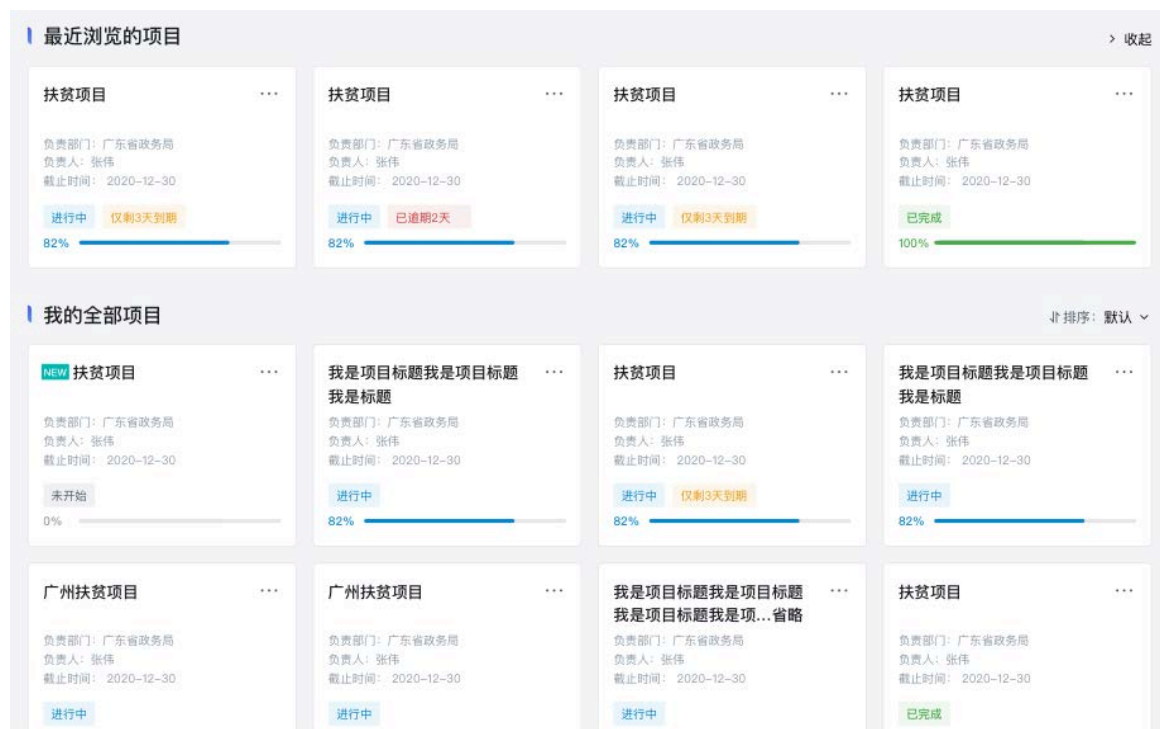 最近浏览的项目
> 收起
扶贫项目 ...
负责部门：广东省政务局
负责人：张伟
截止时间： 2020-12-30
进行中 仅剩3天到期
82%
扶贫项目 ...
负责部门：广东省政务局
负责人：张伟
截止时间： 2020-12-30
进行中 已逾期2天
82%
扶贫项目 ...
负责部门：广东省政务局
负责人：张伟
截止时间： 2020-12-30
进行中 仅剩3天到期
82%
扶贫项目 ...
负责部门：广东省政务局
负责人：张伟
截止时间： 2020-12-30
已完成
100%
我的全部项目
排序：默认
NEW 扶贫项目 ...
负责部门：广东省政务局
负责人：张伟
截止时间： 2020-12-30
未开始
0%
我是项目标题我是项目标题 ...
我是标题
负责部门：广东省政务局
负责人：张伟
截止时间： 2020-12-30
进行中
82%
扶贫项目 ...
负责部门：广东省政务局
负责人：张伟
截止时间： 2020-12-30
进行中 仅剩3天到期
82%
我是项目标题我是项目标题 ...
我是标题
负责部门：广东省政务局
负责人：张伟
截止时间： 2020-12-30
进行中
82%
广州扶贫项目 ...
负责部门：广东省政务局
负责人：张伟
截止时间： 2020-12-30
进行中
广州扶贫项目 ...
负责部门：广东省政务局
负责人：张伟
截止时间： 2020-12-30
进行中
我是项目标题我是项目标题 ...
我是项目标题我是项...省略
负责部门：广东省政务局
负责人：张伟
截止时间： 2020-12-30
进行中
扶贫项目 ...
负责部门：广东省政务局
负责人：张伟
截止时间： 2020-12-30
已完成